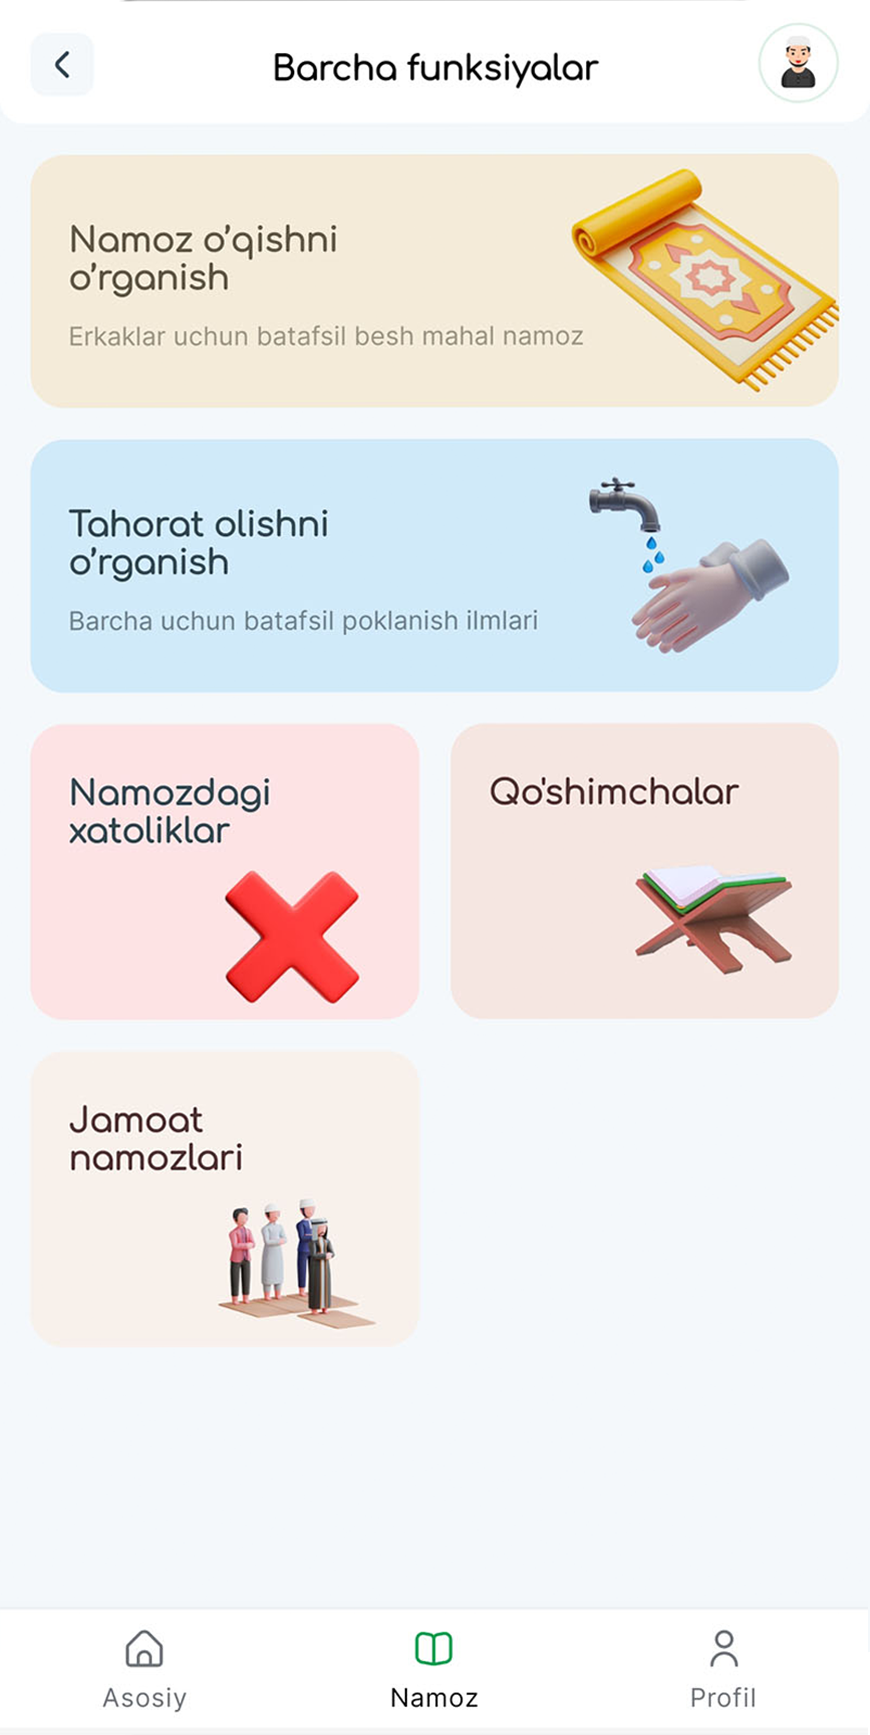 Barcha funksiyalar
Namoz o’qishni
o’rganish
Erkaklar uchun batafsil besh mahal namoz
Tahorat olishni
o’rganish
Barcha uchun batafsil poklanish ilmlari
Namozdagi
xatoliklar
Qo'shimchalar
Jamoat
namozlari
Asosiy
Namoz
Profil